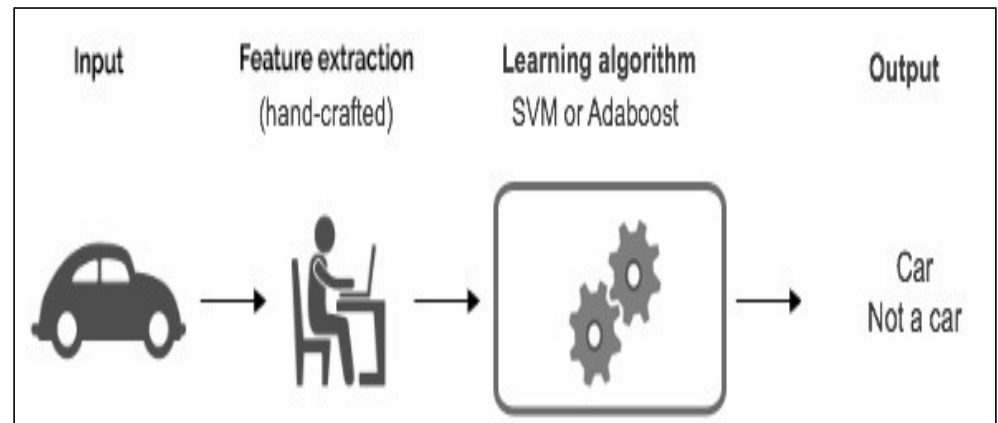 Input
Feature extraction
(hand-crafted)
Learning algorithm
SVM or Adaboost
Output
Car
Not a car